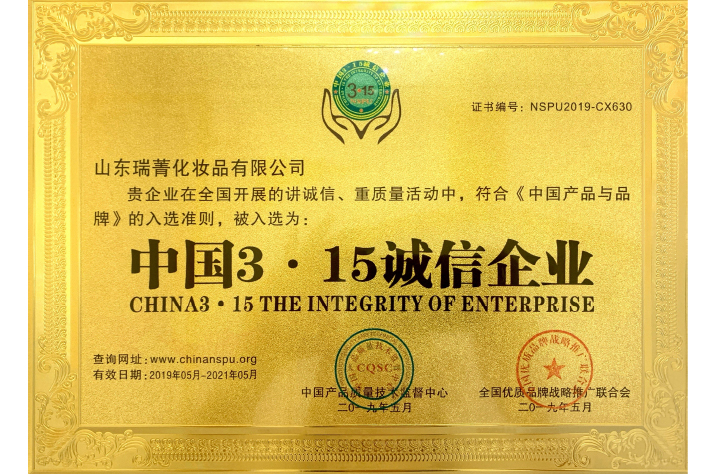 3·15
证书编号：NSPU2019-CX630
山东瑞菁化妆品有限公司
贵企业在全国开展的讲诚信、重质量活动中，符合《中国产品与品
牌》的入选准则，被入选为：
中国3·15诚信企业
CHINA3·15 THE INTEGRITY OF ENTERPRISE
查询网址：www.chinanspu.org
有效日期：2019年05月-2021年05月
CQSC
中国产品质量技术监督中心
二〇一九年五月
全国优质品牌战略推广联合会
二〇一九年五月